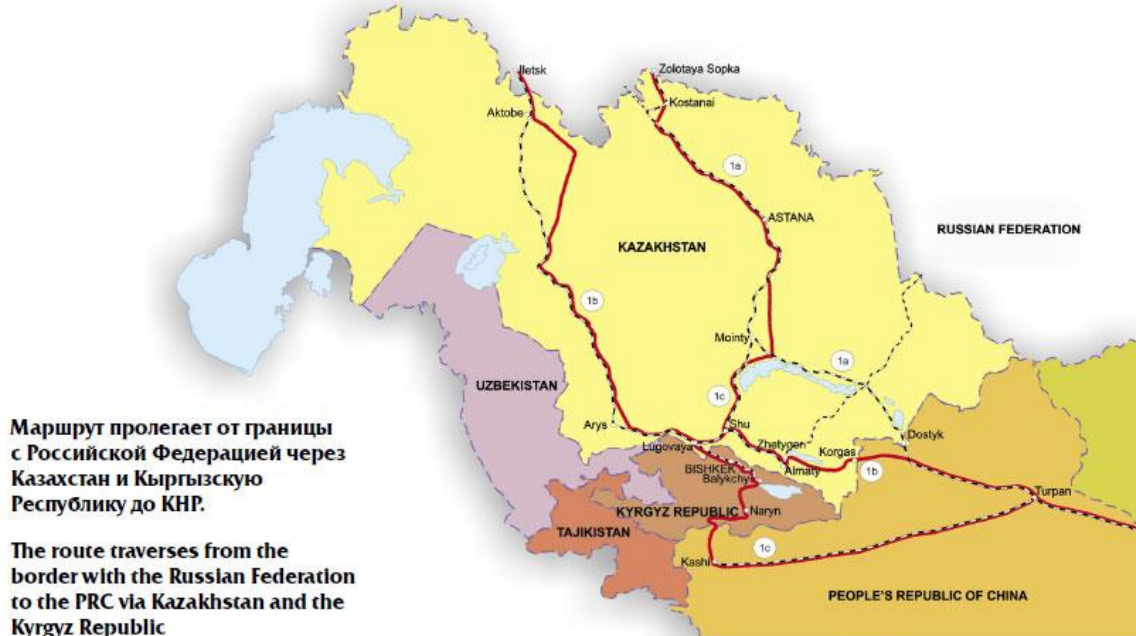 Iletsk
Zolotaya Sopka
Kostanai
Aktobe
1a
ASTANA
RUSSIAN FEDERATION
KAZAKHSTAN
1b
Mointy
1a
UZBEKISTAN
1c
Arys
Shu
Dostyk
Lugovaya
Zhetygen
Korgas
BISHKEK
Almaty
1b
Balykchy
Turpan
KYRGYZ REPUBLIC
Naryn
TAJIKISTAN
Kashi
1c
PEOPLE'S REPUBLIC OF CHINA
Маршрут пролегает от границы
с Российской Федерацией через
Казахстан и Кыргызскую
Республику до КНР.
The route traverses from the
border with the Russian Federation
to the PRC via Kazakhstan and the
Kyrgyz Republic